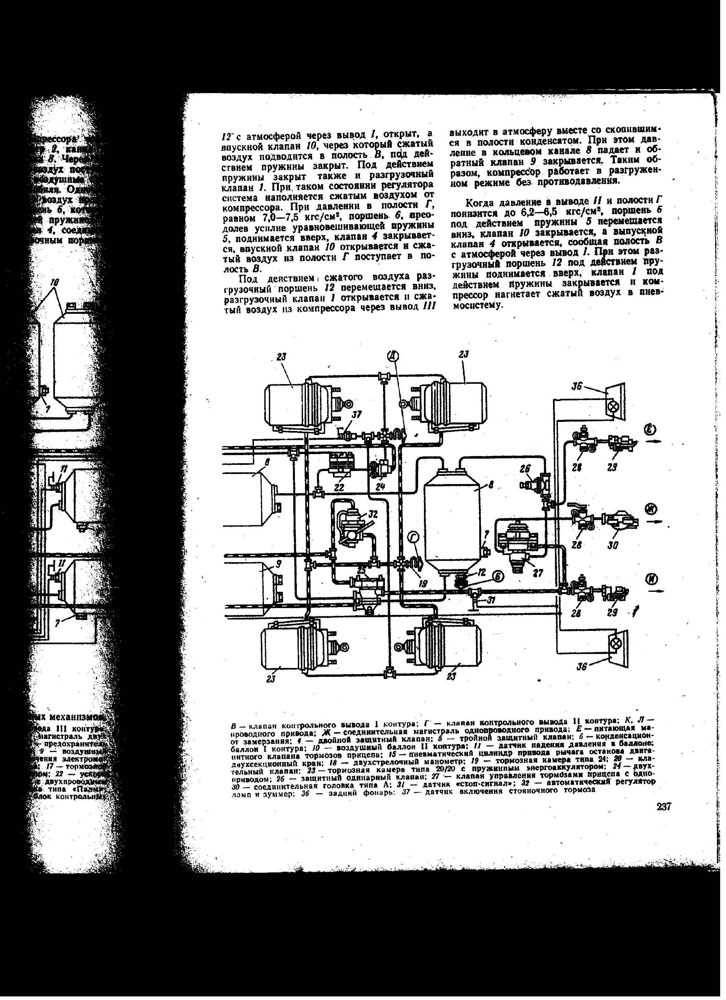 10
7
11
11
7
ых механизмов
12 с атмосферой через вывод I, открыт, а
впускной клапан 10, через который сжатый
воздух подводится в полость В, под дей-
ствием пружины закрыт. Под действием
пружины закрыт также и разгрузочный
клапан 1. При таком состоянии регулятора
система наполняется сжатым воздухом от
компрессора. При давлении в полости Г,
равном 7,0—7,5 кгс/см², поршень 6, прео-
долев усилие уравновешивающей пружины
5, поднимается вверх, клапан 4 закрывает-
ся, впускной клапан 10 открывается и сжа-
тый воздух из полости Г поступает в по-
лость В.
Под действием сжатого воздуха раз-
грузочный поршень 12 перемещается вниз,
разгрузочный клапан 1 открывается и сжа-
тый воздух из компрессора через вывод III
выходит в атмосферу вместе со скопившим-
ся в полости конденсатом. При этом дав-
ление в кольцевом канале 8 падает и об-
ратный клапан 9 закрывается. Таким об-
разом, компрессор работает в разгружен-
ном режиме без противодавления.
Когда давление в выводе II и полости Г
понизится до 6,2—6,5 кгс/см², поршень 6
под действием пружины 5 перемещается
вниз, клапан 10 закрывается, а выпускной
клапан 4 открывается, сообщая полость В
с атмосферой через вывод I. При этом раз-
грузочный поршень 12 под действием пру-
жины поднимается вверх, клапан 1 под
действием пружины закрывается и ком-
прессор нагнетает сжатый воздух в пнев-
мосистему.
23
Д
23
36
37
Е
28
29
8
22
24
26
8
Ж
32
Г
7
28
30
9
25
19
12
Б
27
И
31
28
29
23
23
36
В — клапан контрольного вывода I контура; Г — клапан контрольного вывода II контура; К, Л —
проводного привода; Ж — соединительная магистраль однопроводного привода; Е — питающая ма-
от замерзания; 4 — двойной защитный клапан; 5 — тройной защитный клапан; 6 — конденсацион-
баллон I контура; 10 — воздушный баллон II контура; 11 — датчик падения давления в баллоне;
щитного клапана тормозов прицепа; 15 — пневматический цилиндр привода рычага останова двига-
двухсекционный кран; 18 — двухстрелочный манометр; 19 — тормозная камера типа 24; 20 — кла-
тельный клапан; 23 — тормозная камера типа 20/20 с пружинным энергоаккулятором; 24 — двух-
приводом; 26 — защитный одинарный клапан; 27 — клапан управления тормозами прицепа с одно-
30 — соединительная головка типа А; 31 — датчик «стоп-сигнал»; 32 — автоматический регулятор
ламп и зуммер; 36 — задний фонарь; 37 — датчик включения стояночного тормоза
237